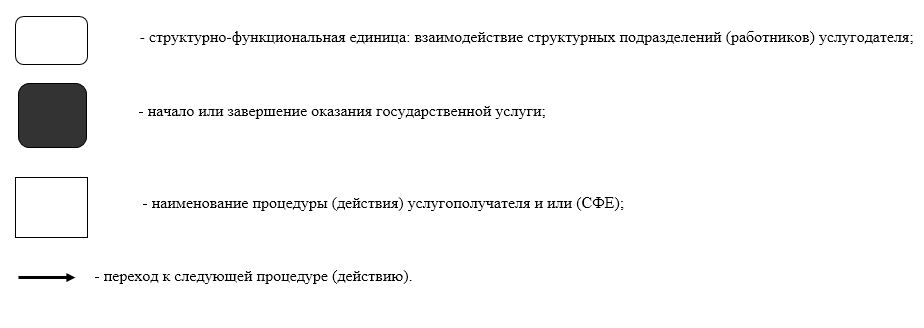 - структурно-функциональная единица: взаимодействие структурных подразделений (работников) услугодателя;
- начало или завершение оказания государственной услуги;
- наименование процедуры (действия) услугополучателя и или (СФЕ);
- переход к следующей процедуре (действию).